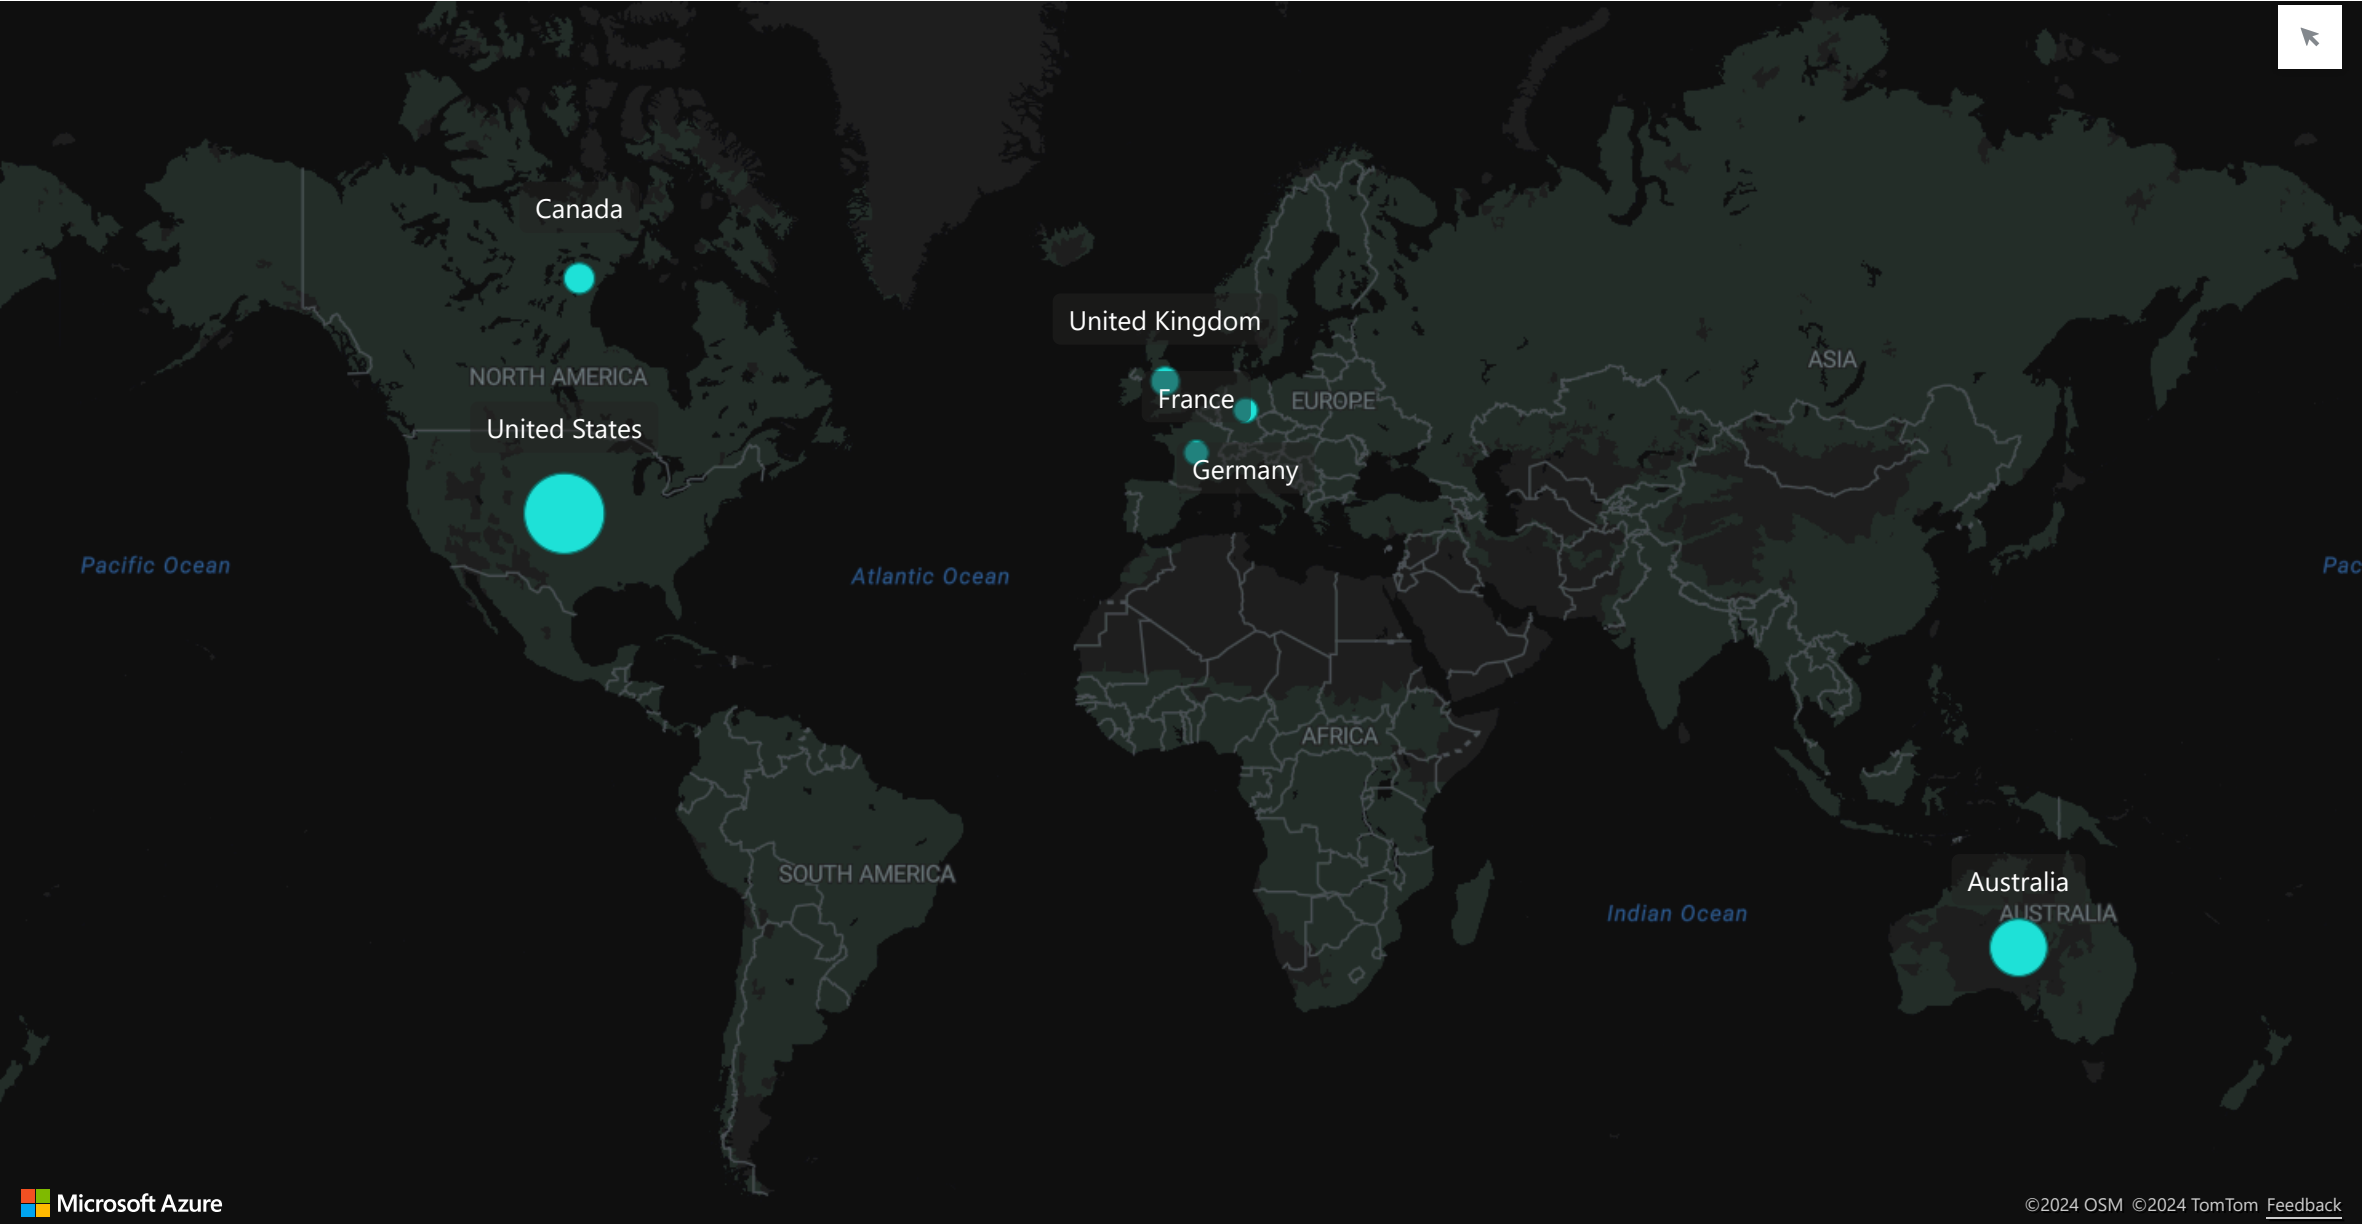 Canada
United Kingdom
ASIA
NORTH AMERICA
France
EUROPE
United States
Germany
Pacific Ocean
Atlantic Ocean
Pac
AFRICA
SOUTH AMERICA
Australia
AUSTRALIA
Indian Ocean
Microsoft Azure
©2024 OSM ©2024 TomTom Feedback